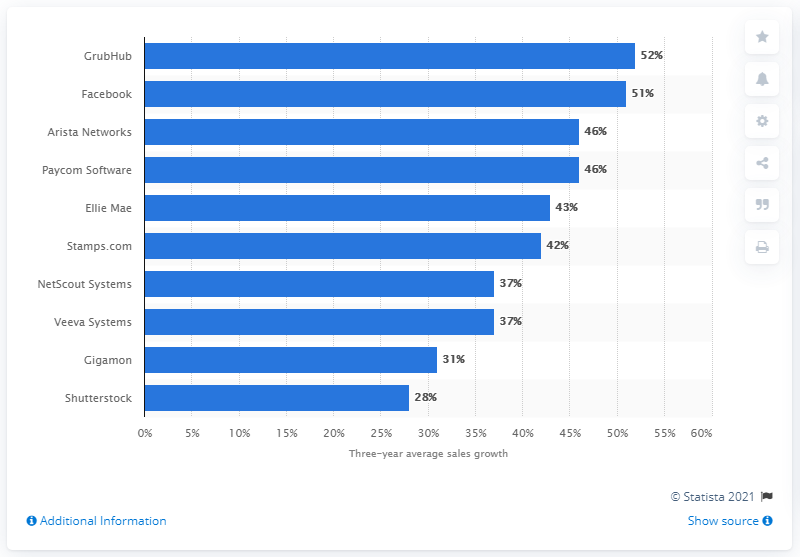 GrubHub 52%
Facebook 51%
Arista Networks 46%
Paycom Software 46%
Ellie Mae 43%
Stamps.com 42%
NetScout Systems 37%
Veeva Systems 37%
Gigamon 31%
Shutterstock 28%
0% 5% 10% 15% 20% 25% 30% 35% 40% 45% 50% 55% 60%
Three-year average sales growth
© Statista 2021
Additional Information Show source